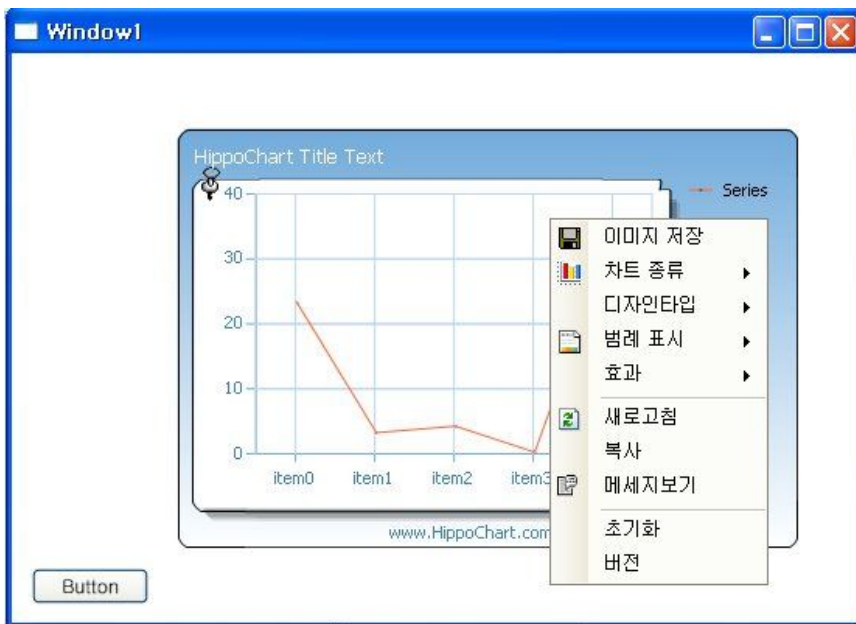 Window1
HippoChart Title Text
Series
40
30
20
10
0
item0 item1 item2 item3
www.HippoChart.com
이미지 저장
차트 종류
디자인타입
범례 표시
효과
새로고침
복사
메세지보기
초기화
버전
Button